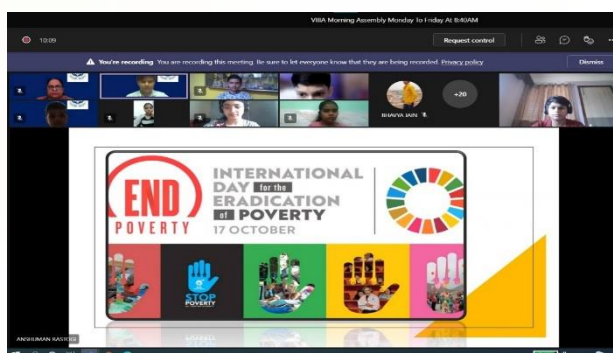 VIIIA Morning Assembly Monday To Friday At 8:40AM
10:09
Request control
You're recording You are recording this meeting. Be sure to let everyone know that they are being recorded. Privacy policy
Dismiss
+20
BHAVYA JAIN
END
POVERTY
INTERNATIONAL
DAY for the
ERADICATION
of POVERTY
17 OCTOBER
STOP
POVERTY
ANSHUMAN RASTOGI